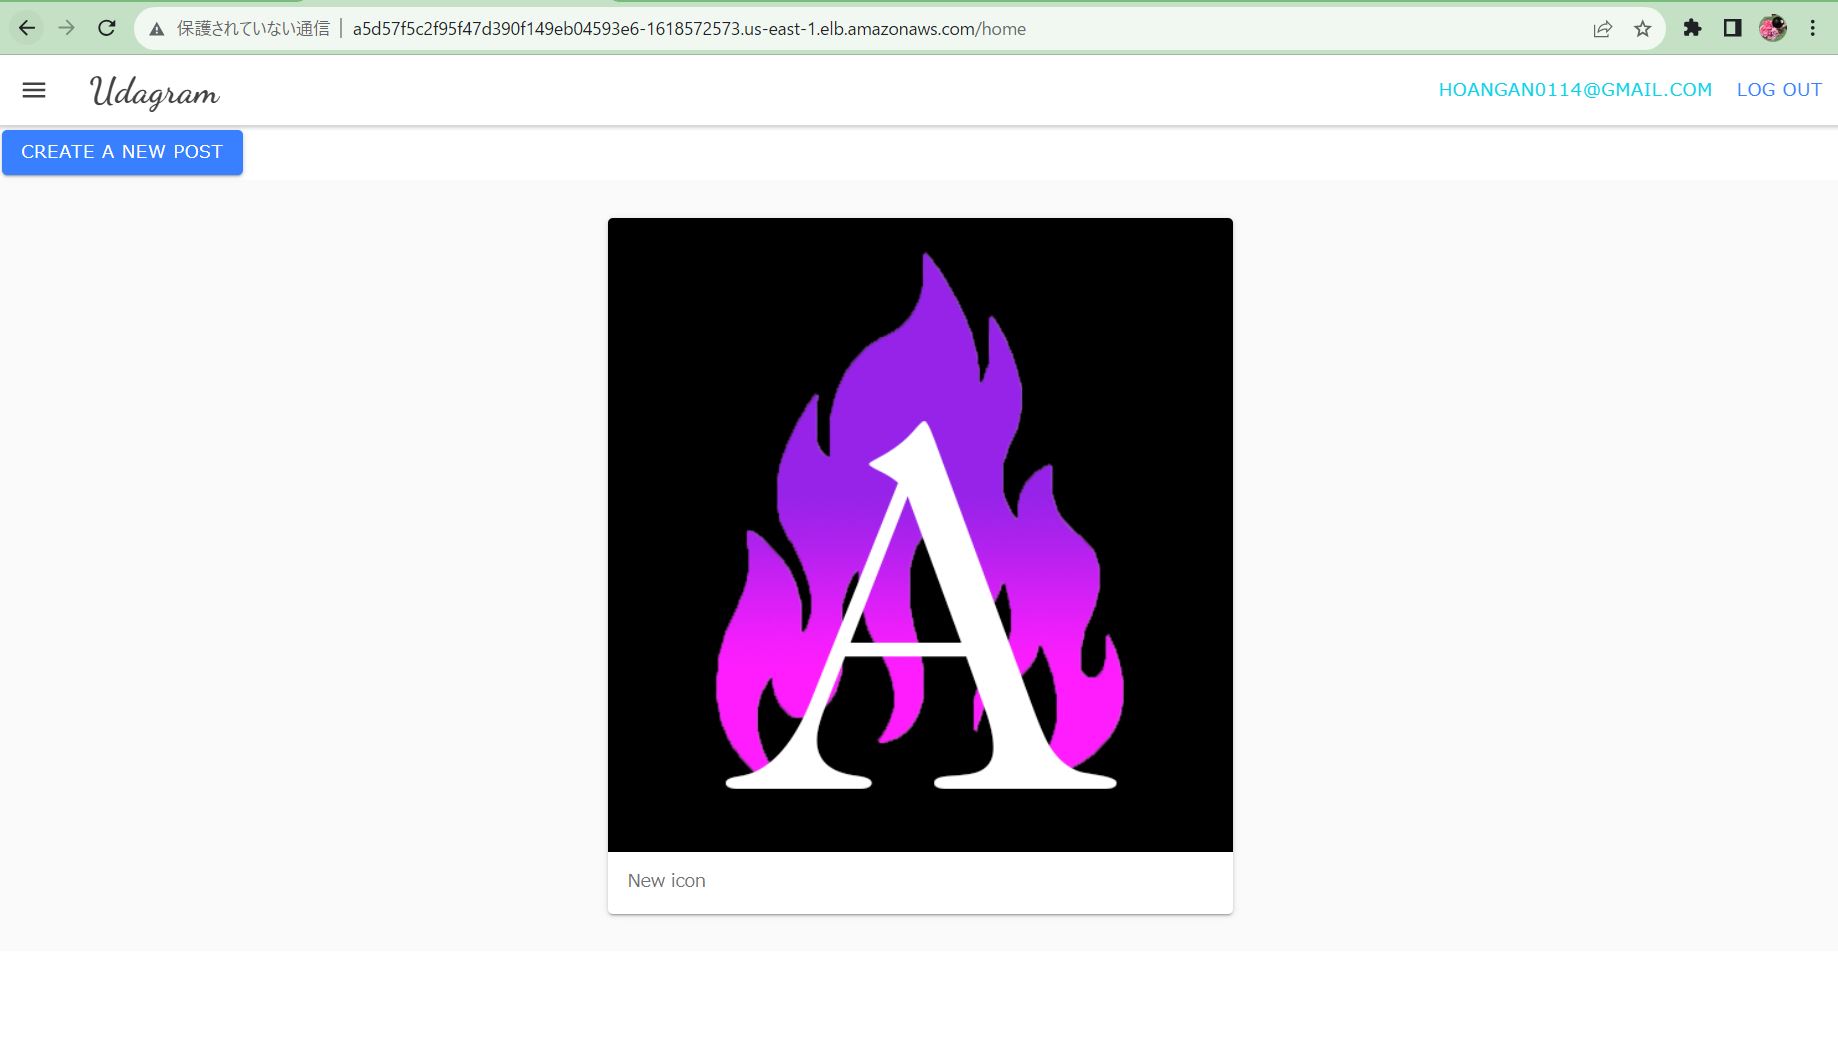 保護されていない通信 | a5d57f5c2f95f47d390f149eb04593e6-1618572573.us-east-1.elb.amazonaws.com/home
Udagram
HOANGAN0114@GMAIL.COM LOG OUT
CREATE A NEW POST
A
New icon